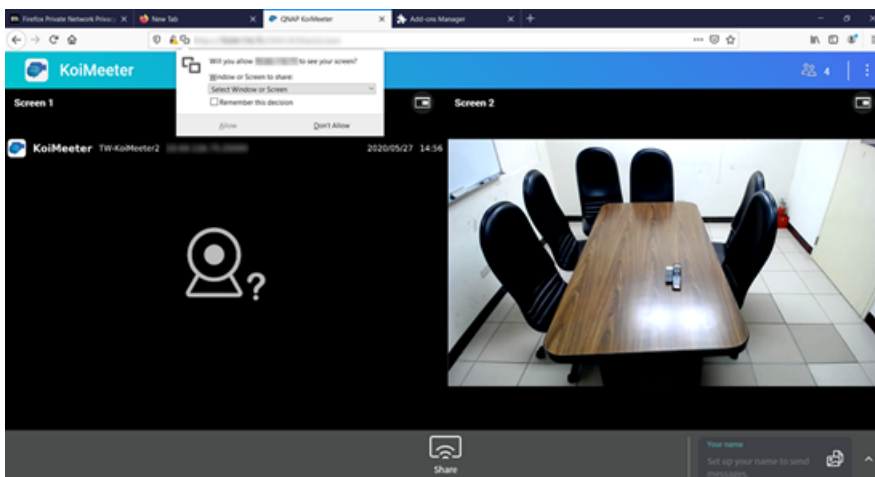 Firefox Private Network Privacy
New Tab
QNAP KoiMeeter
Add-ons Manager
KoiMeeter
4
Will you allow to see your screen?
Window or Screen to share:
Select Window or Screen
Remember this decision
Allow
Don't Allow
Screen 1
Screen 2
KoiMeeter TW-KoiMeeter2 2020/05/27 14:56
?
Share
Your name
Set up your name to send
messages.